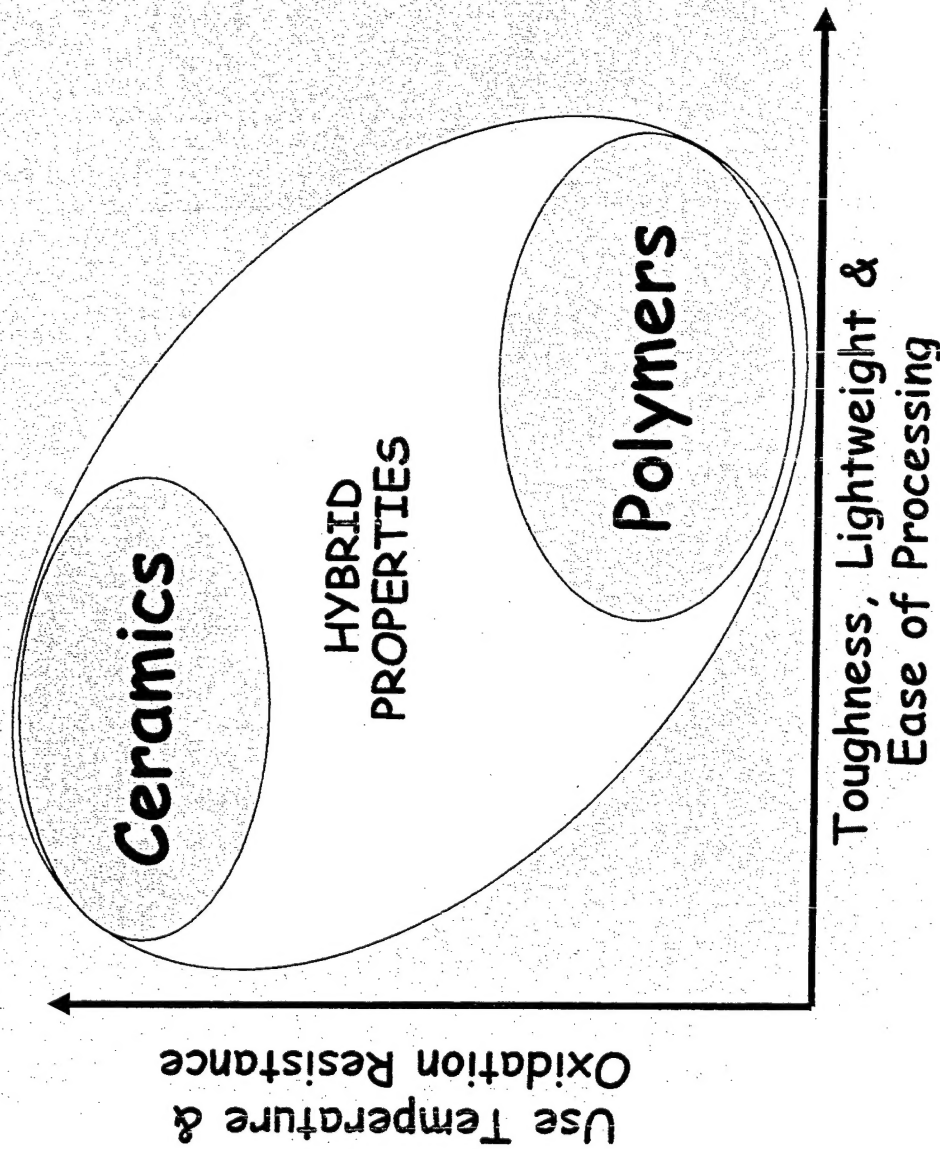 Use Temperature &
Oxidation Resistance
Ceramics
HYBRID
PROPERTIES
Polymers
Toughness, Lightweight &
Ease of Processing